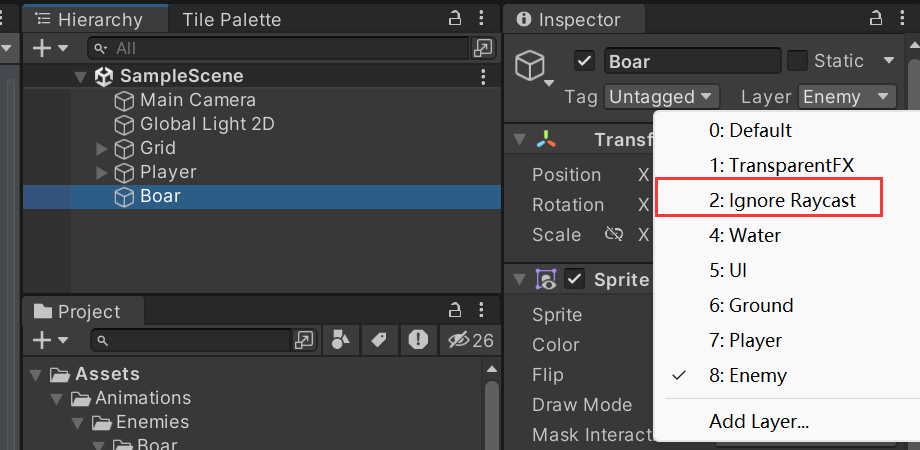 Hierarchy
Tile Palette
All
SampleScene
Main Camera
Global Light 2D
Grid
Player
Boar
Project
26
Assets
Animations
Enemies
Boar
Inspector
Boar
Static
Tag Untagged Layer Enemy
Transf
Position X
Rotation X
Scale X
Sprite
Sprite
Color
Flip
Draw Mode
Mask Interact
0: Default
1: TransparentFX
2: Ignore Raycast
4: Water
5: UI
6: Ground
7: Player
8: Enemy
Add Layer...